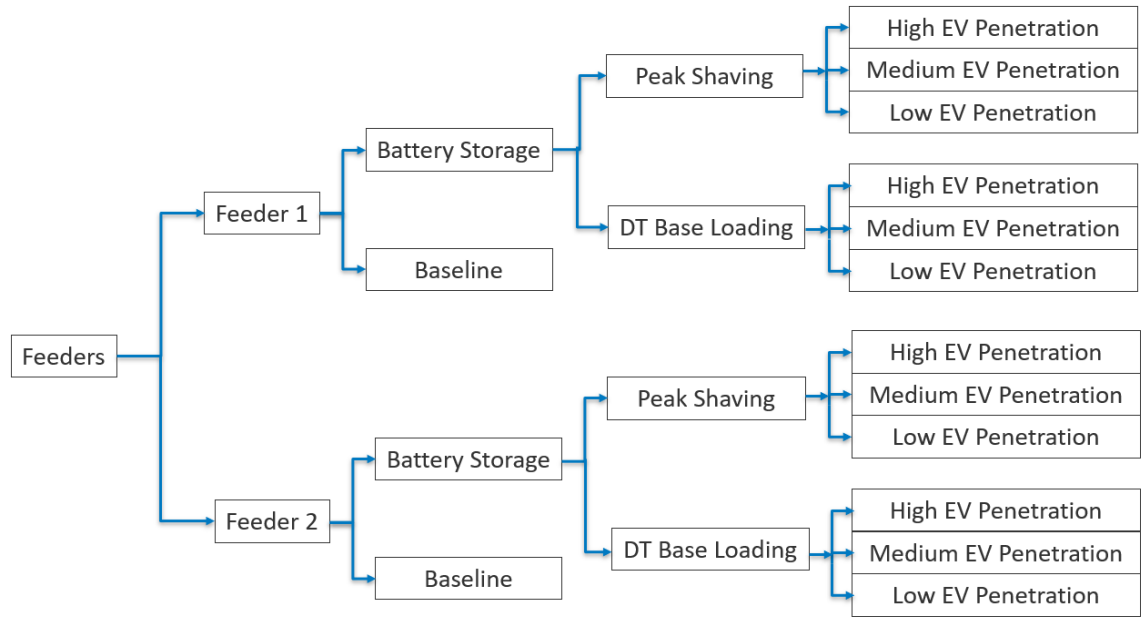 Feeders
Feeder 1
Battery Storage
Peak Shaving
High EV Penetration
Medium EV Penetration
Low EV Penetration
DT Base Loading
High EV Penetration
Medium EV Penetration
Low EV Penetration
Baseline
Feeder 2
Battery Storage
Peak Shaving
High EV Penetration
Medium EV Penetration
Low EV Penetration
DT Base Loading
High EV Penetration
Medium EV Penetration
Low EV Penetration
Baseline